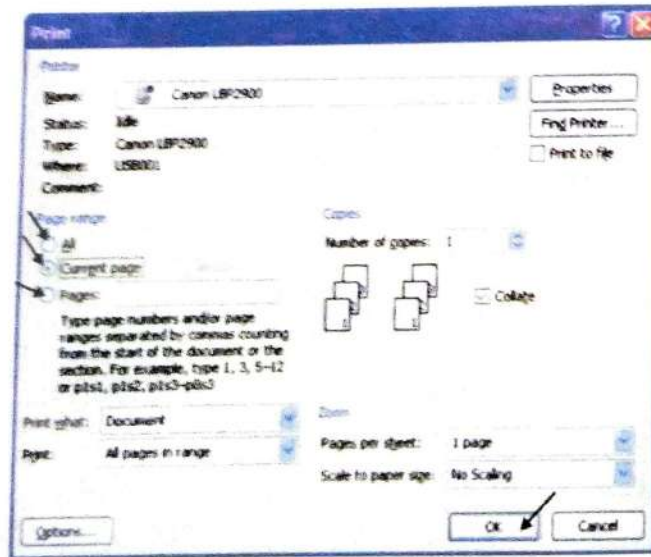 Print
Printer
Name: Canon LBP2900 Properties
Status: Idle Find Printer...
Type: Canon LBP2900
Where: USB001 Print to file
Comment:
Page range Copies
All Number of copies: 1
Current page
Pages: Collate
Type page numbers and/or page
ranges separated by commas counting
from the start of the document or the
section. For example, type 1, 3, 5-12
or p1s1, p1s2, p1s3-p8s3
Print what: Document Zoom
Print: All pages in range Pages per sheet: 1 page
Scale to paper size: No Scaling
Options... OK Cancel